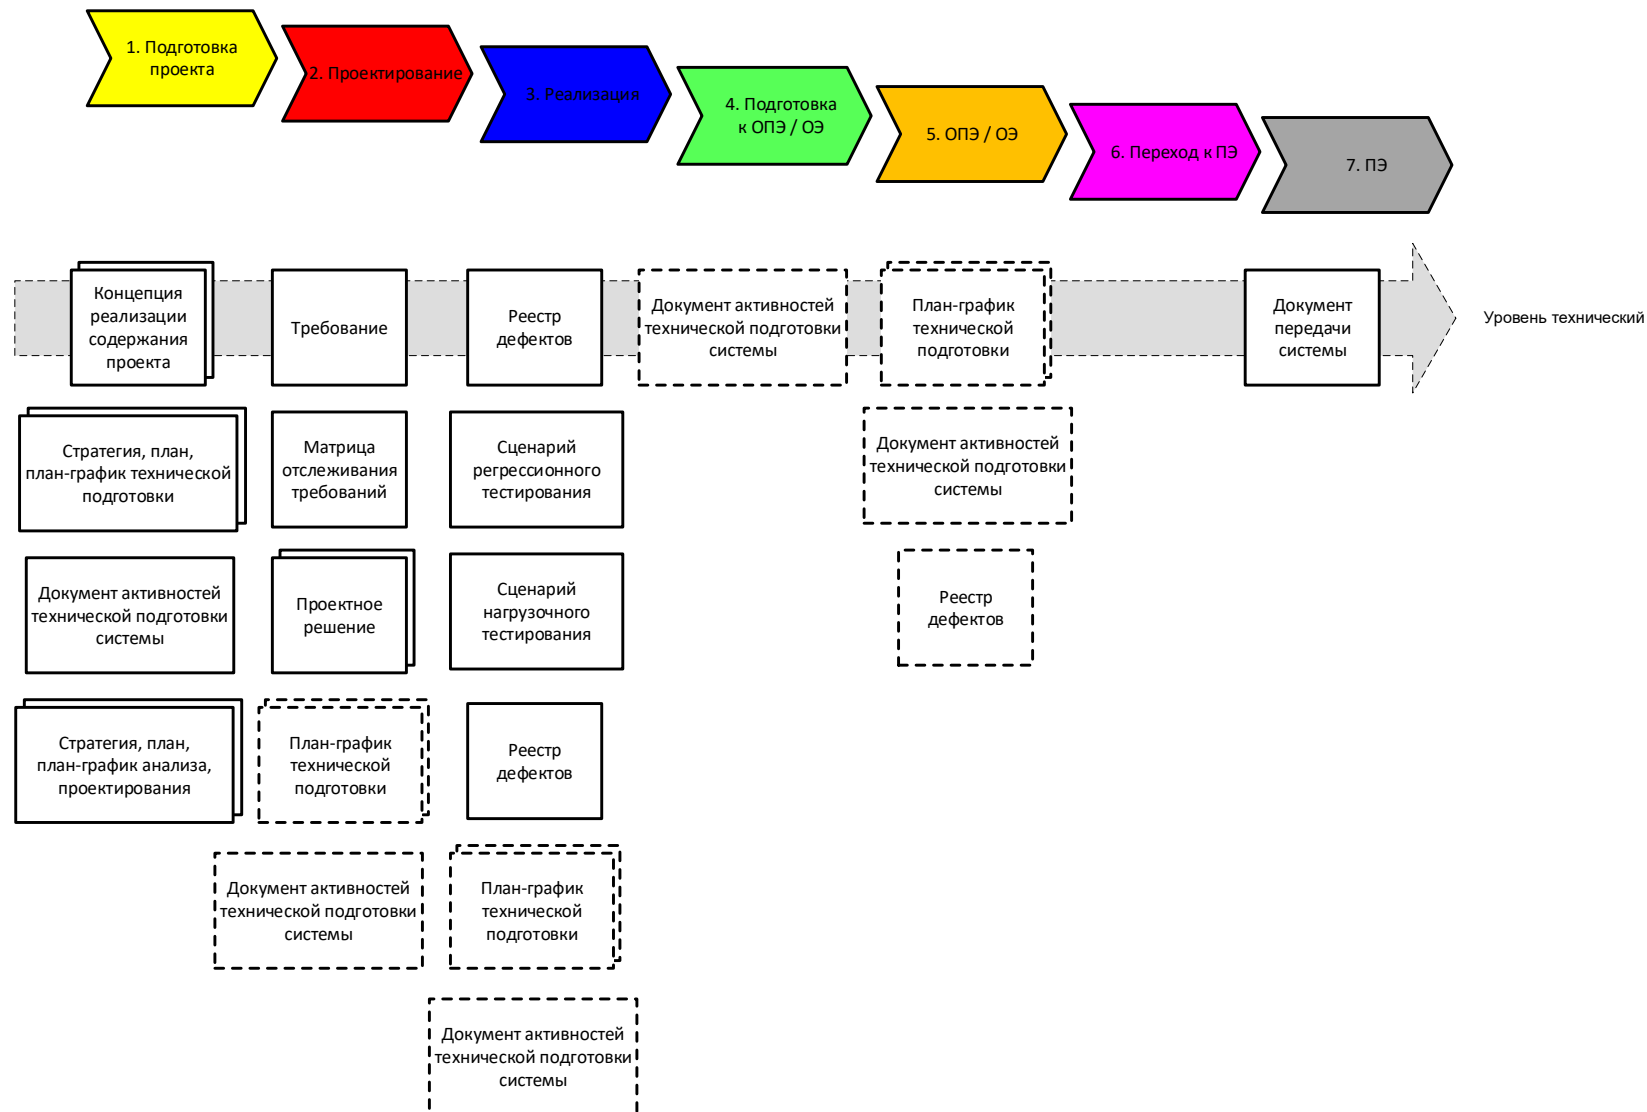 1. Подготовка
проекта
2. Проектирование
3. Реализация
4. Подготовка
к ОПЭ / ОЭ
5. ОПЭ / ОЭ
6. Переход к ПЭ
7. ПЭ
Концепция
реализации
содержания
проекта
Требование
Реестр
дефектов
Документ активностей
технической подготовки
системы
План-график
технической
подготовки
Документ
передачи
системы
Уровень технический
Стратегия, план,
план-график технической
подготовки
Матрица
отслеживания
требований
Сценарий
регрессионного
тестирования
Документ активностей
технической подготовки
системы
Документ активностей
технической подготовки
системы
Проектное
решение
Сценарий
нагрузочного
тестирования
Реестр
дефектов
Стратегия, план,
план-график анализа,
проектирования
План-график
технической
подготовки
Реестр
дефектов
Документ активностей
технической подготовки
системы
План-график
технической
подготовки
Документ активностей
технической подготовки
системы